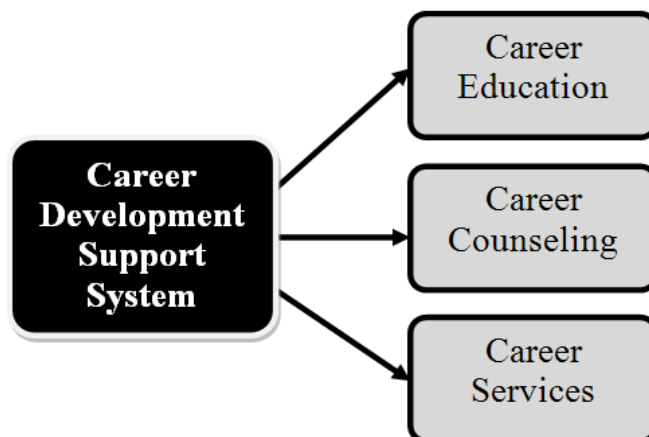 Career
Development
Support
System
Career
Education
Career
Counseling
Career
Services